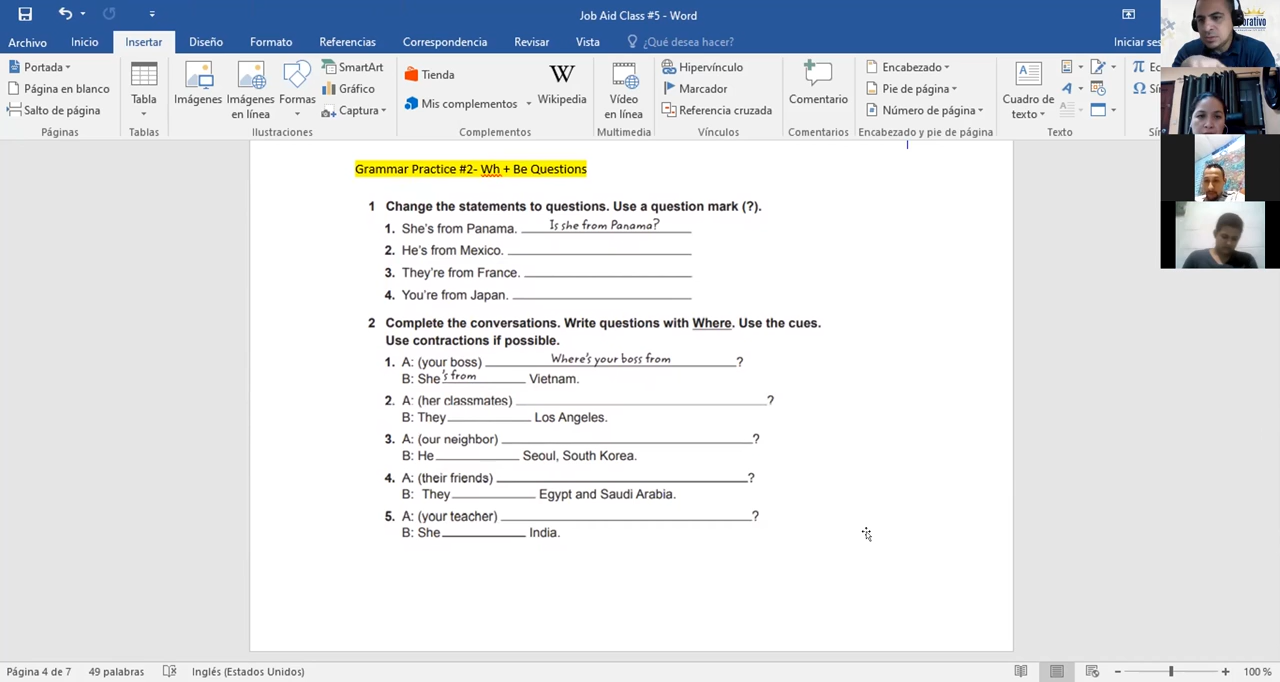 Job Aid Class #5 - Word
orativo
Archivo Inicio Insertar Diseño Formato Referencias Correspondencia Revisar Vista ¿Qué desea hacer? Iniciar ses
Portada
Página en blanco
Salto de página
Páginas
Tabla
Tablas
Imágenes
Imágenes en línea
Formas
SmartArt
Gráfico
Captura
Ilustraciones
Tienda
Mis complementos
W
Wikipedia
Complementos
Vídeo en línea
Multimedia
Hipervínculo
Marcador
Referencia cruzada
Vínculos
Comentario
Comentarios
Encabezado
Pie de página
Número de página
Encabezado y pie de página
Cuadro de texto
A
Texto
π Ec
Ω Sí
Sí
Grammar Practice #2- Wh + Be Questions
1 Change the statements to questions. Use a question mark (?).
1. She's from Panama. Is she from Panama?
2. He's from Mexico.
3. They're from France.
4. You're from Japan.
2 Complete the conversations. Write questions with Where. Use the cues.
Use contractions if possible.
1. A: (your boss) Where's your boss from ?
B: She 's from Vietnam.
2. A: (her classmates) ?
B: They Los Angeles.
3. A: (our neighbor) ?
B: He Seoul, South Korea.
4. A: (their friends) ?
B: They Egypt and Saudi Arabia.
5. A: (your teacher) ?
B: She India.
Página 4 de 7 49 palabras Inglés (Estados Unidos) 100 %